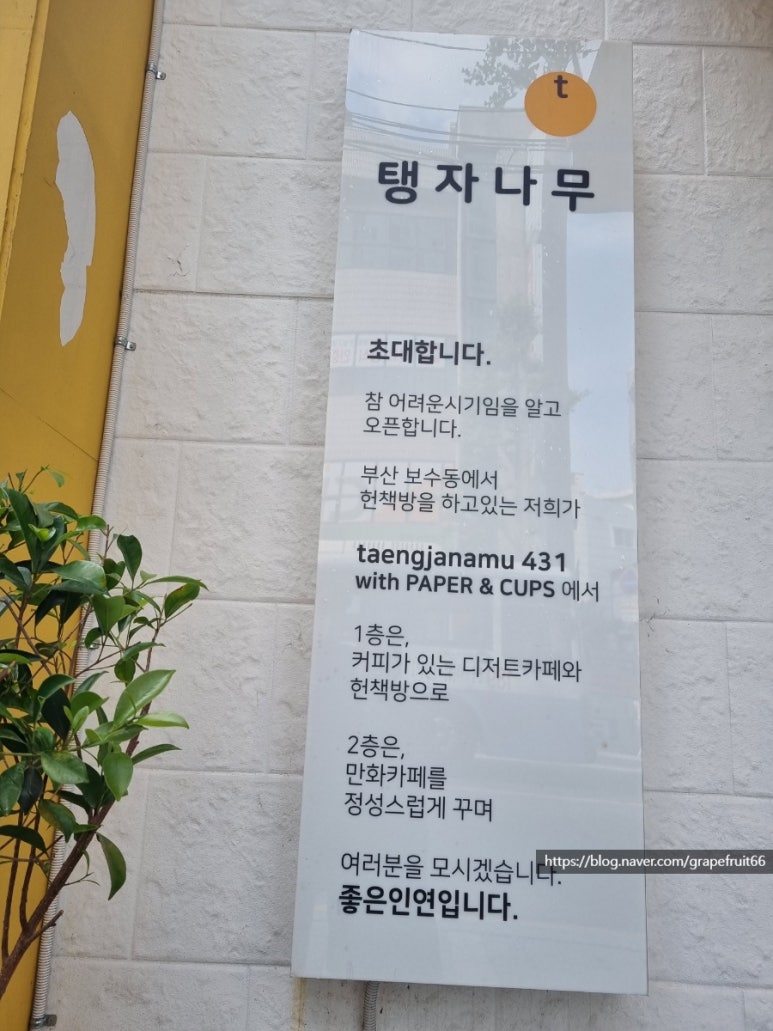 t
탱자나무
초대합니다.
참 어려운시기임을 알고
오픈합니다.
부산 보수동에서
헌책방을 하고있는 저희가
taengjanamu 431
with PAPER & CUPS 에서
1층은,
커피가 있는 디저트카페와
헌책방으로
2층은,
만화카페를
정성스럽게 꾸며
여러분을 모시겠습니다.
좋은인연입니다.
https://blog.naver.com/grapefruit66